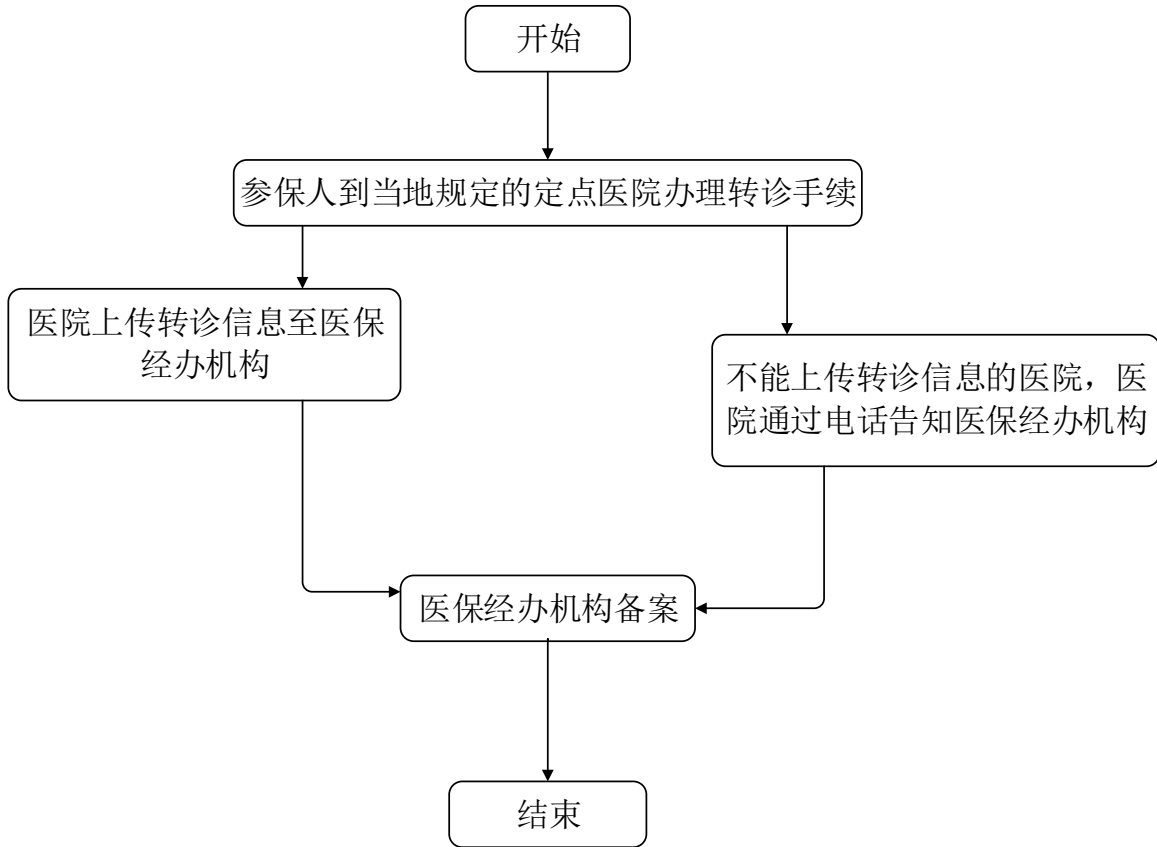 开始
参保人到当地规定的定点医院办理转诊手续
医院上传转诊信息至医保
经办机构
不能上传转诊信息的医院，医
院通过电话告知医保经办机构
医保经办机构备案
结束